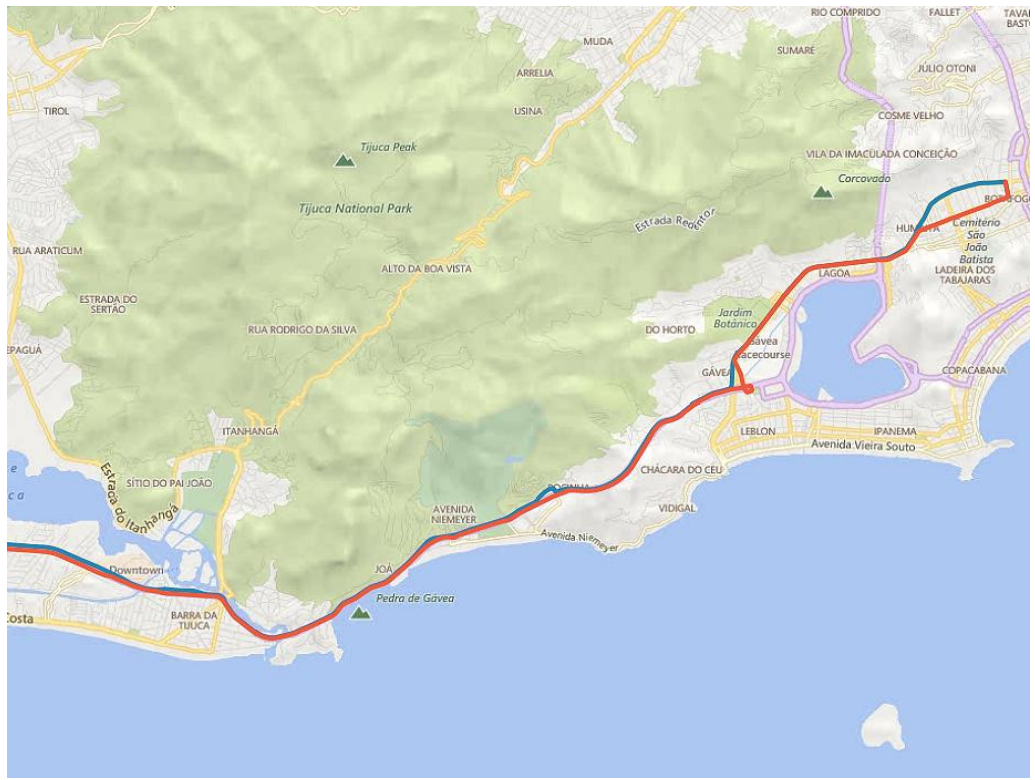 RIO COMPRIDO
FALLET
TAVAR
BASTO
MUDA
SUMARE
ARRELIA
JÚLIO OTONI
TIROL
USINA
COSME VELHO
Tijuca Peak
VILA DA IMACULADA CONCEIÇÃO
Corcovado
Tijuca National Park
BOTAFOGO
Estrada Redentor
HUMAITÁ
Cemitério
São
João
Batista
RUA ARATICUM
ALTO DA BOA VISTA
LAGOA
LADEIRA DOS
TABAJARAS
ESTRADA DO
SERTÃO
RUA RODRIGO DA SILVA
DO HORTO
Jardim
Botânico
Gávea
Racecourse
EPAGUÁ
GÁVEA
COPACABANA
ITANHANGÁ
LEBLON
IPANEMA
Avenida Vieira Souto
CHÁCARA DO CEU
SÍTIO DO PAI JOÃO
Estrada do Itanhangá
ROCINHA
VIDIGAL
AVENIDA
NIEMEYER
Avenida Niemeyer
Downtown
JOÁ
Pedra de Gávea
BARRA DA
TIJUCA
Costa